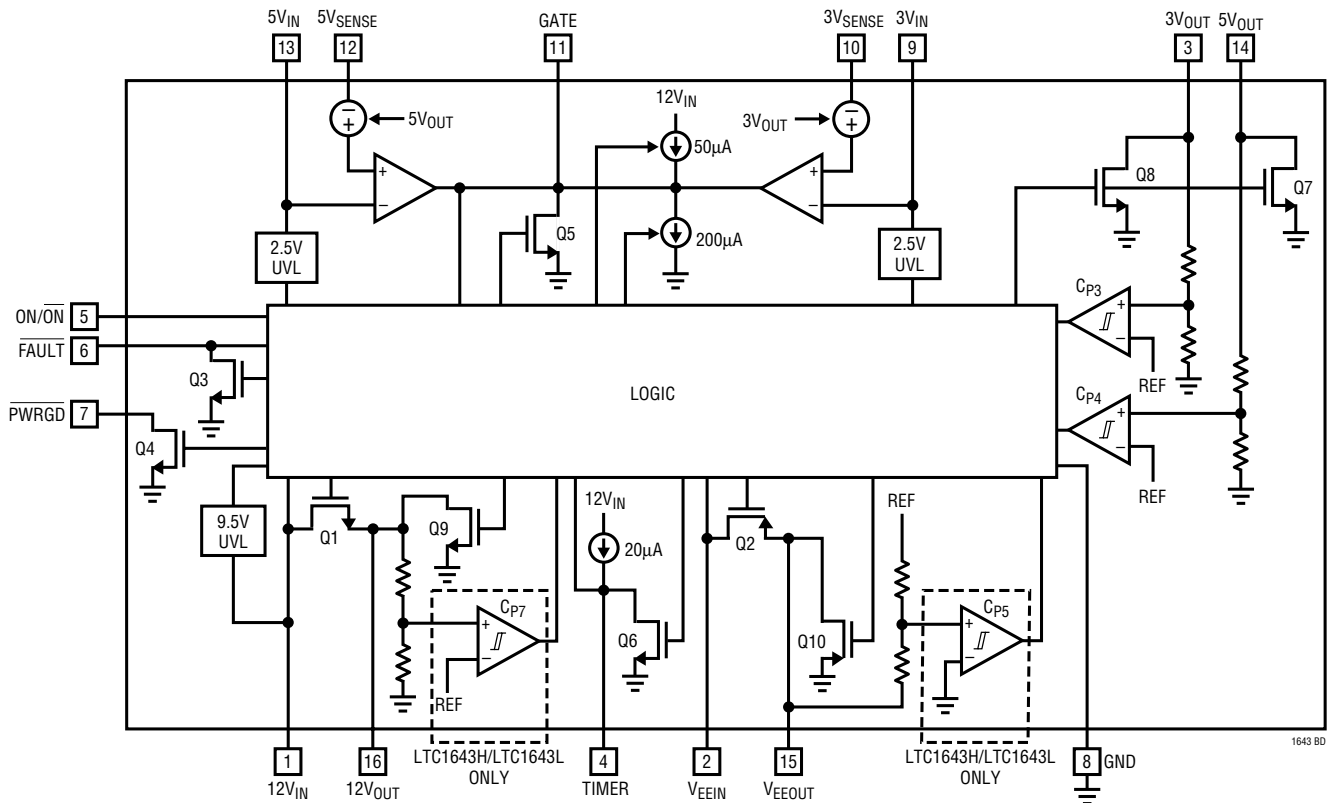 5VIN 5VSENSE GATE 3VSENSE 3VIN 3VOUT 5VOUT
13 12 11 10 9 3 14
12VIN
− +
5VOUT
3VOUT
− +
50µA
+
−
+
−
Q8
Q7
Q5
200µA
2.5V
UVL
2.5V
UVL
CP3
ON/O̅N̅ 5
+
−
F̅A̅U̅L̅T̅ 6
Q3
LOGIC
REF
CP4
P̅W̅R̅G̅D̅ 7
+
−
Q4
REF
12VIN
REF
9.5V
UVL
Q1
Q9
20µA
Q2
CP7
CP5
+
−
Q6
Q10
+
−
REF
1643 BD
1 16 4 2 15 8 GND
12VIN 12VOUT TIMER VEEIN VEEOUT
LTC1643H/LTC1643L
ONLY
LTC1643H/LTC1643L
ONLY